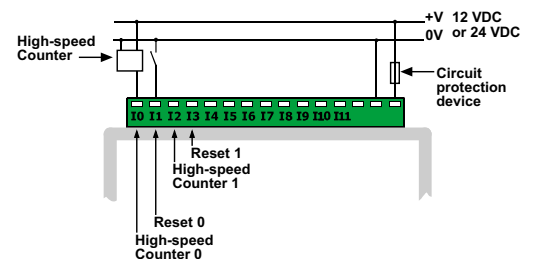 +V 12 VDC
0V or 24 VDC
High-speed
Counter
Circuit
protection
device
I0 I1 I2 I3 I4 I5 I6 I7 I8 I9 I10 I11
Reset 1
High-speed
Counter 1
Reset 0
High-speed
Counter 0